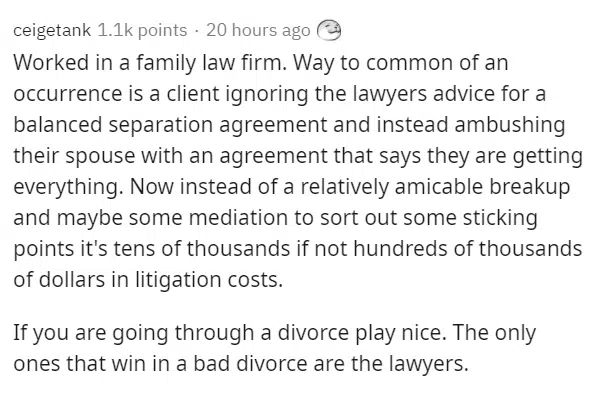 ceigetank 1.1k points · 20 hours ago
Worked in a family law firm. Way to common of an
occurrence is a client ignoring the lawyers advice for a
balanced separation agreement and instead ambushing
their spouse with an agreement that says they are getting
everything. Now instead of a relatively amicable breakup
and maybe some mediation to sort out some sticking
points it's tens of thousands if not hundreds of thousands
of dollars in litigation costs.
If you are going through a divorce play nice. The only
ones that win in a bad divorce are the lawyers.